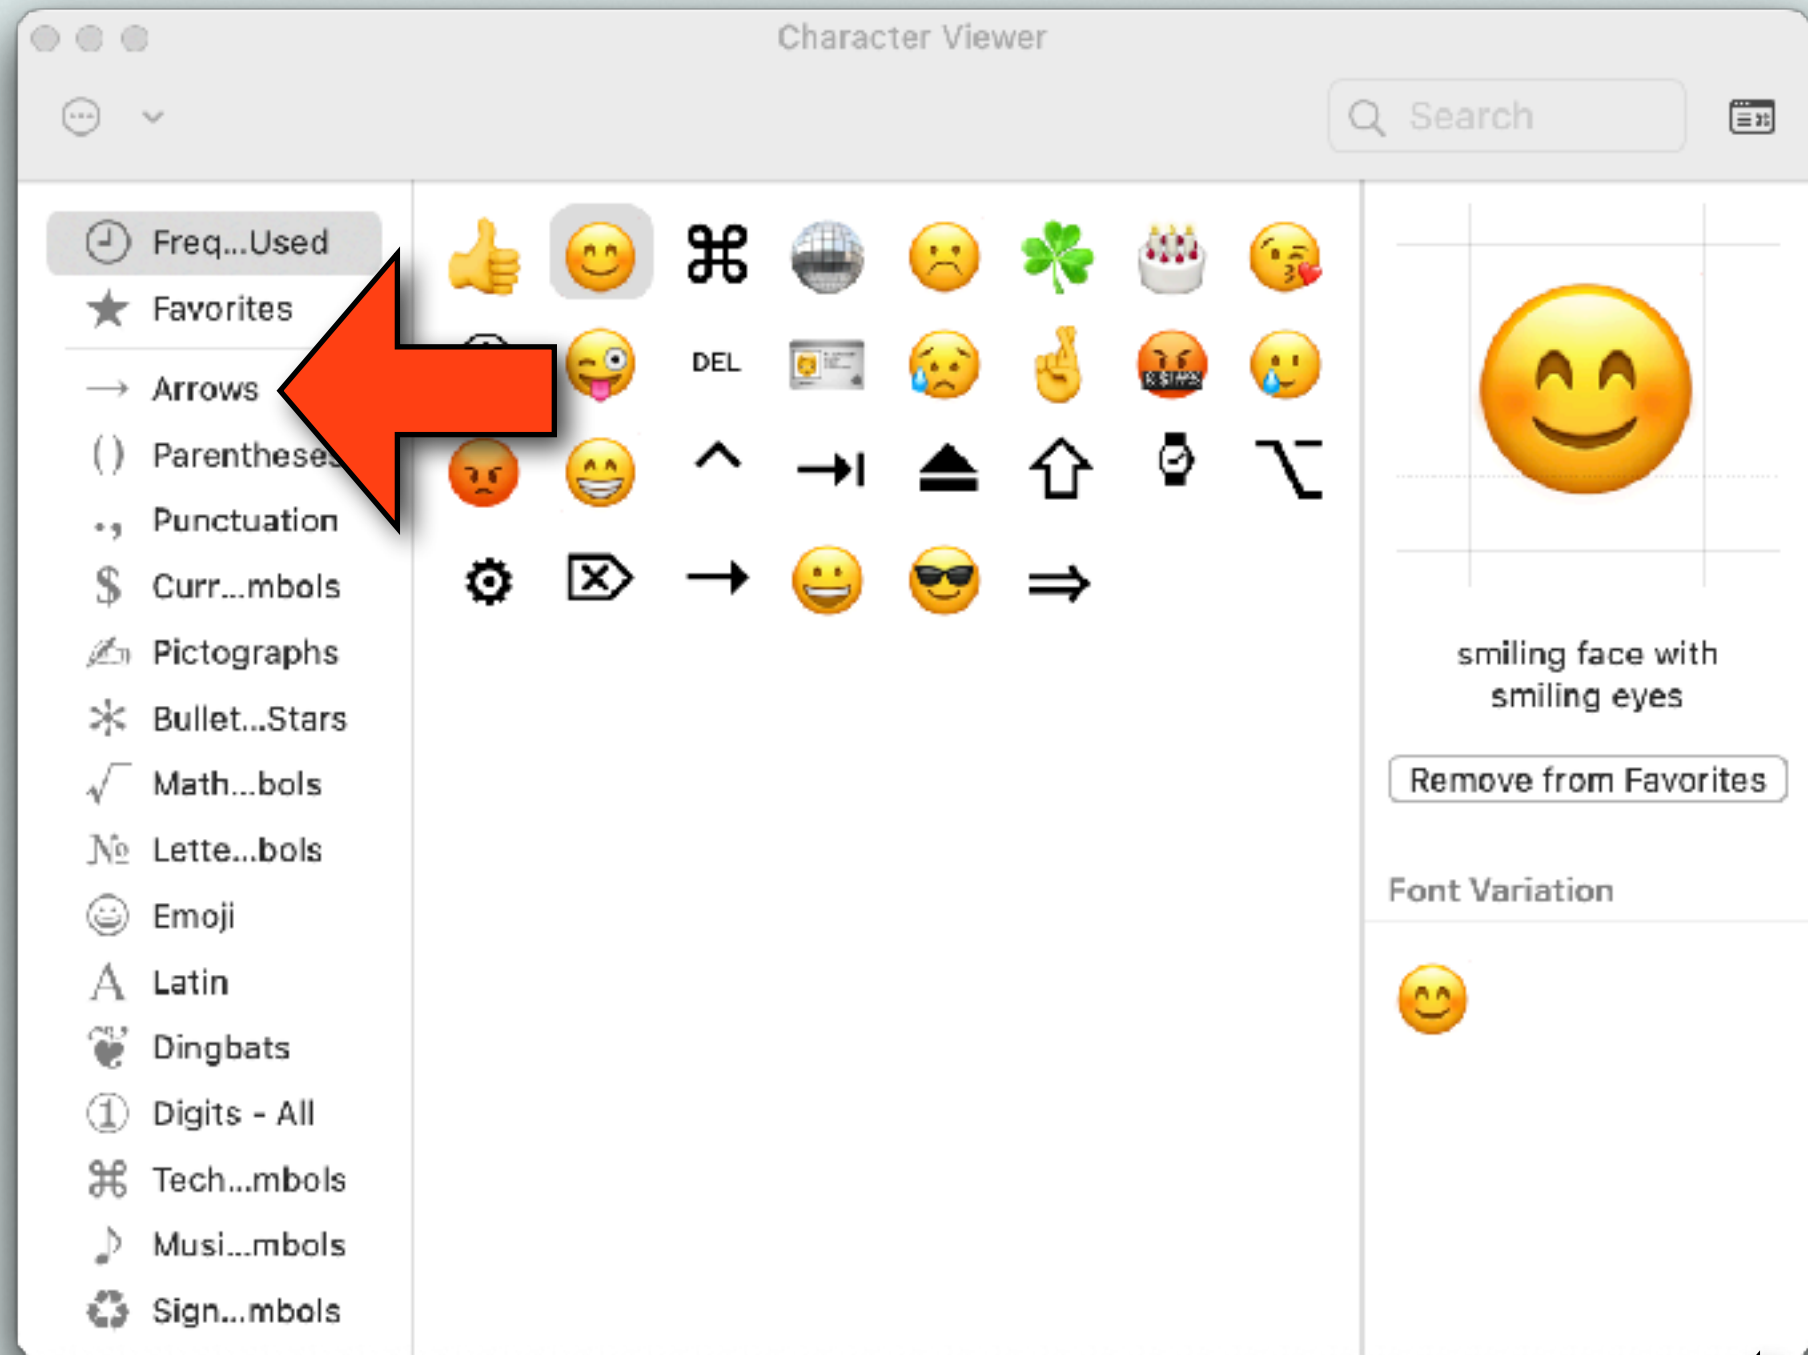 Character Viewer
Search
Freq...Used
Favorites
Arrows
Parentheses
Punctuation
Curr...mbols
Pictographs
Bullet...Stars
Math...bols
Lette...bols
Emoji
Latin
Dingbats
Digits - All
Tech...mbols
Musi...mbols
Sign...mbols
DEL
smiling face with
smiling eyes
Remove from Favorites
Font Variation